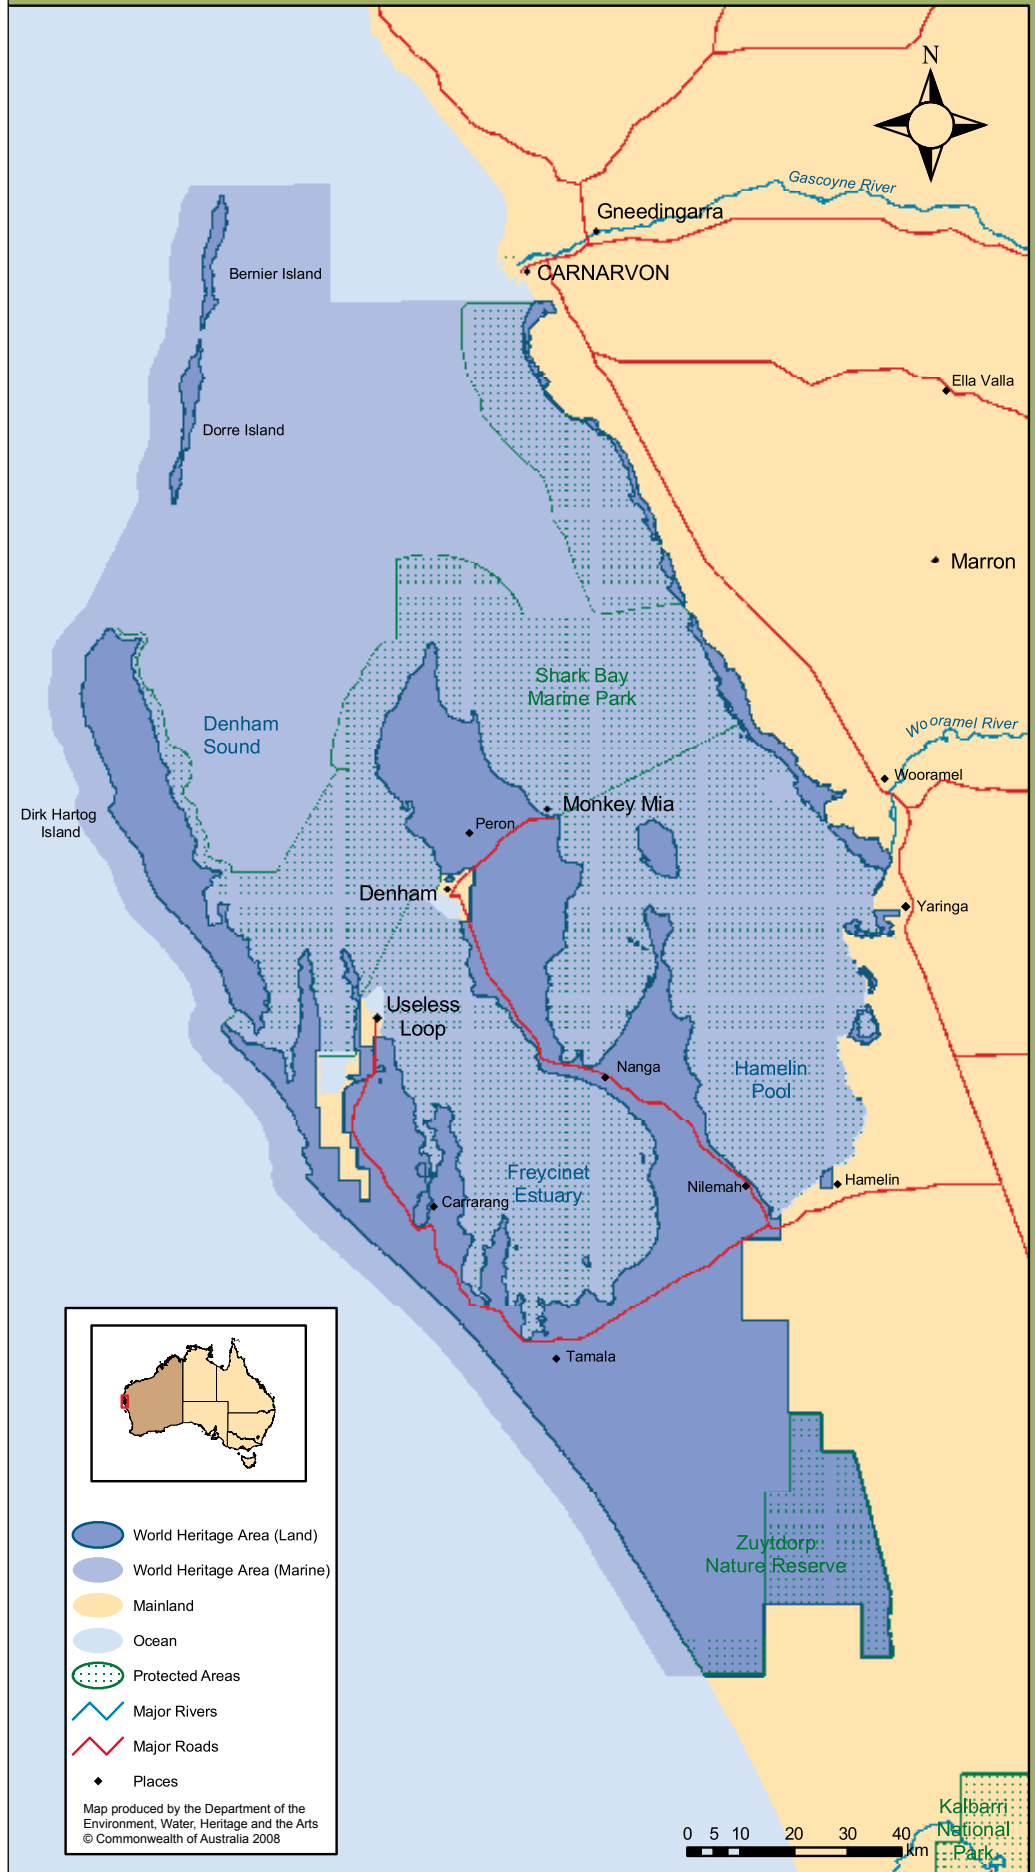 N
Gascoyne River
Gneedingarra
CARNARVON
Bernier Island
Ella Valla
Dorre Island
Marron
Shark Bay
Marine Park
Denham
Sound
Wooramel River
Wooramel
Monkey Mia
Dirk Hartog
Island
Peron
Denham
Yaringa
Useless
Loop
Nanga
Hamelin
Pool
Freycinet
Estuary
Nilemah
Hamelin
Carrarang
Tamala
Zuytdorp
Nature Reserve
World Heritage Area (Land)
World Heritage Area (Marine)
Mainland
Ocean
Protected Areas
Major Rivers
Major Roads
Places
Map produced by the Department of the
Environment, Water, Heritage and the Arts
© Commonwealth of Australia 2008
Kalbarri
National
Park
0 5 10 20 30 40
km